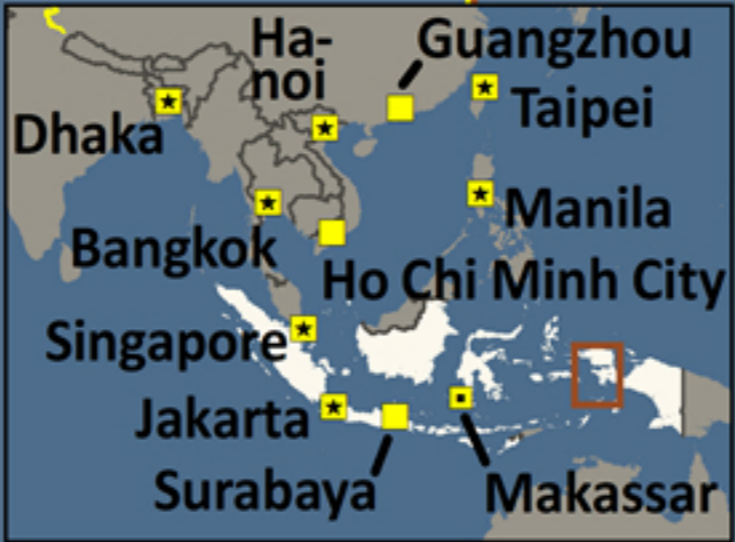 Ha-
noi
Guangzhou
Taipei
Dhaka
Manila
Bangkok
Ho Chi Minh City
Singapore
Jakarta
Surabaya
Makassar